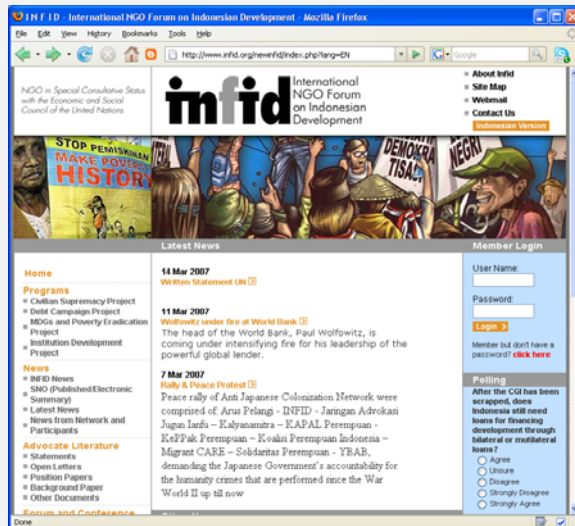 I N F I D - International NGO Forum on Indonesian Development - Mozilla Firefox
File Edit View History Bookmarks Tools Help
http://www.infid.org/newinfid/index.php?lang=EN
Google
NGO in Special Consultative Status
with the Economic and Social
Council of the United Nations
infid
International
NGO Forum
on Indonesian
Development
About Infid
Site Map
Webmail
Contact Us
Indonesian Version
STOP PEMISKINAN
MAKE POVERTY
HISTORY
DEMOKRA
TISA
NEGRI
Latest News
Member Login
Home
Programs
Civilian Supremacy Project
Debt Campaign Project
MDGs and Poverty Eradication
Project
Institution Development
Project
News
INFID News
SNO (Published/Electronic
Summary)
Latest News
News from Network and
Participants
Advocate Literature
Statements
Open Letters
Position Papers
Background Paper
Other Documents
Forum and Conference
14 Mar 2007
Written Statement UN
11 Mar 2007
Wolfowitz under fire at World Bank
The head of the World Bank, Paul Wolfowitz, is
coming under intensifying fire for his leadership of the
powerful global lender.
7 Mar 2007
Rally & Peace Protest
Peace rally of Anti Japanese Colonization Network were
comprised of Arus Pelangi - INFID - Jaringan Advokasi
Jugun Ianfu – Kalyanamitra – KAPAL Perempuan -
KePPak Perempuan – Koalisi Perempuan Indonesia –
Migrant CARE – Solidaritas Perempuan - YBAB,
demanding the Japanese Government's accountability for
the humanity crimes that are performed since the War
World II up till now
User Name:
Password:
Login
Member but don't have a
password? click here
Polling
After the CGI has been
scrapped, does
Indonesia still need
loans for financing
development through
bilateral or mutilateral
loans?
Agree
Unsure
Disagree
Strongly Disagree
Strongly Agree
Done